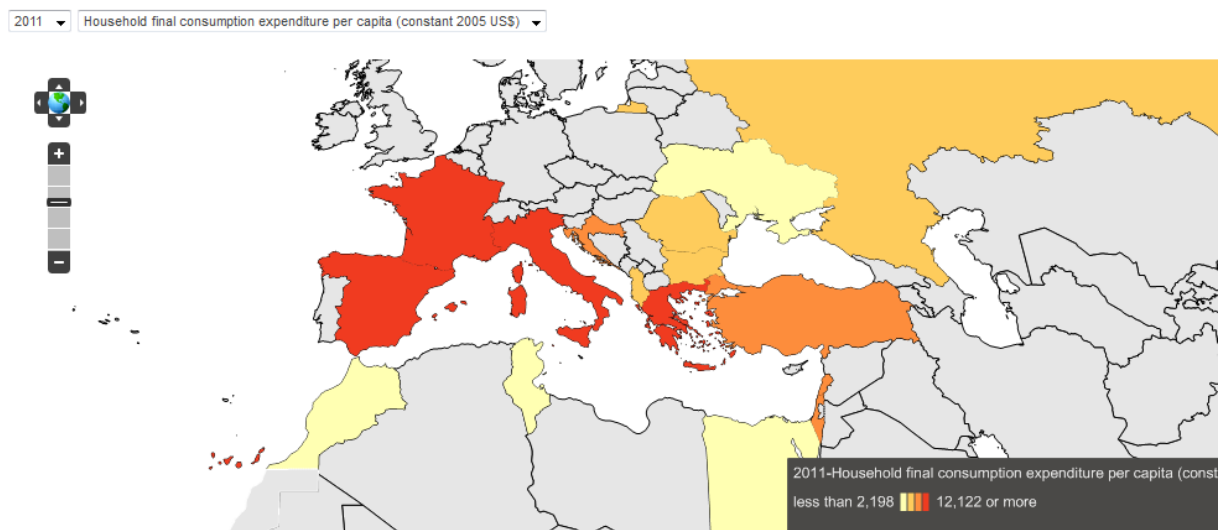 2011 Household final consumption expenditure per capita (constant 2005 US$)
2011-Household final consumption expenditure per capita (const
less than 2,198 12,122 or more